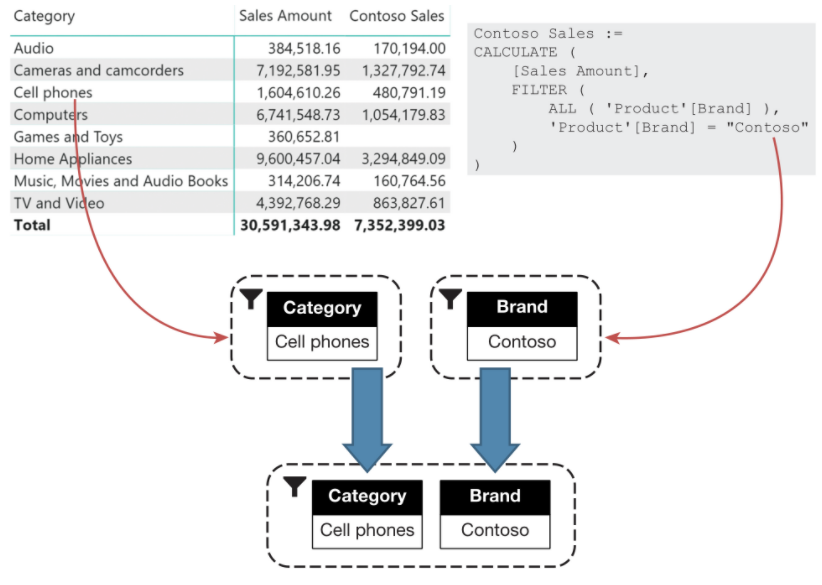 Category Sales Amount Contoso Sales
Audio 384,518.16 170,194.00
Cameras and camcorders 7,192,581.95 1,327,792.74
Cell phones 1,604,610.26 480,791.19
Computers 6,741,548.73 1,054,179.83
Games and Toys 360,652.81
Home Appliances 9,600,457.04 3,294,849.09
Music, Movies and Audio Books 314,206.74 160,764.56
TV and Video 4,392,768.29 863,827.61
Total 30,591,343.98 7,352,399.03
Contoso Sales :=
CALCULATE (
[Sales Amount],
FILTER (
ALL ( 'Product'[Brand] ),
'Product'[Brand] = "Contoso"
)
)
Category
Cell phones
Brand
Contoso
Category
Cell phones
Brand
Contoso